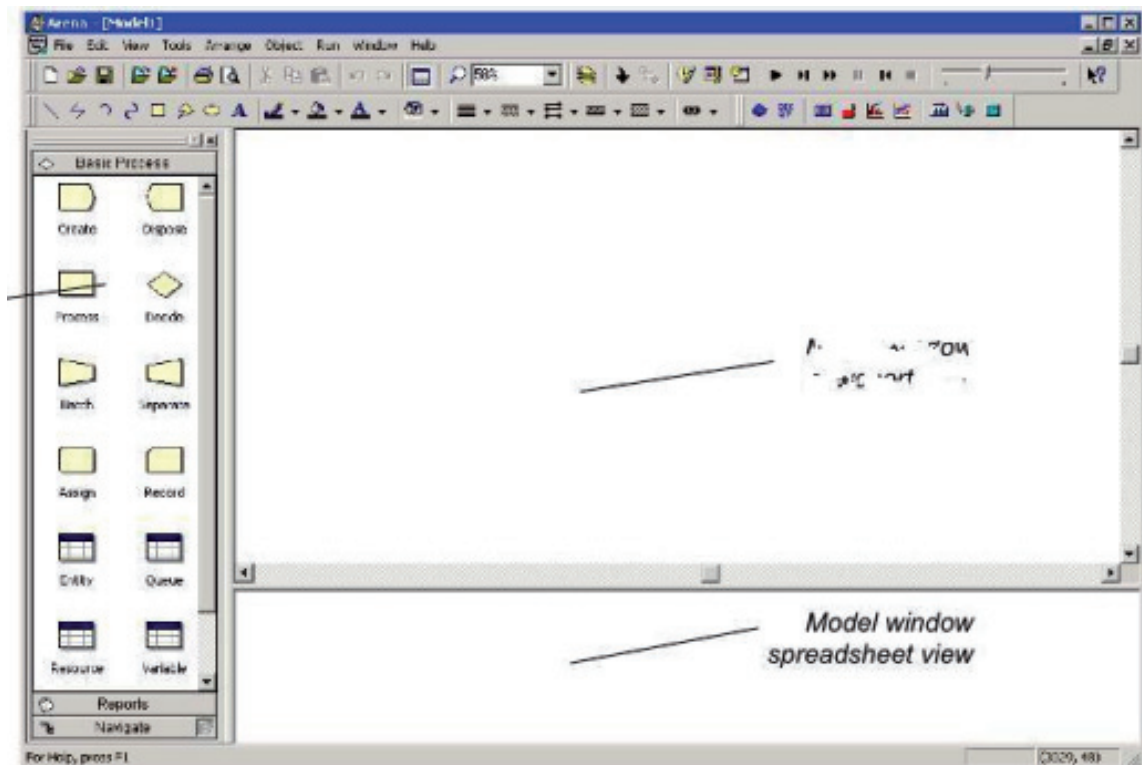 Arena - [Model1]
File Edit View Tools Arrange Object Run Window Help
58%
Basic Process
Create Dispose
Process Decide
Batch Separate
Assign Record
Entity Queue
Resource Variable
Reports
Navigate
Model window
spreadsheet view
For Help, press F1